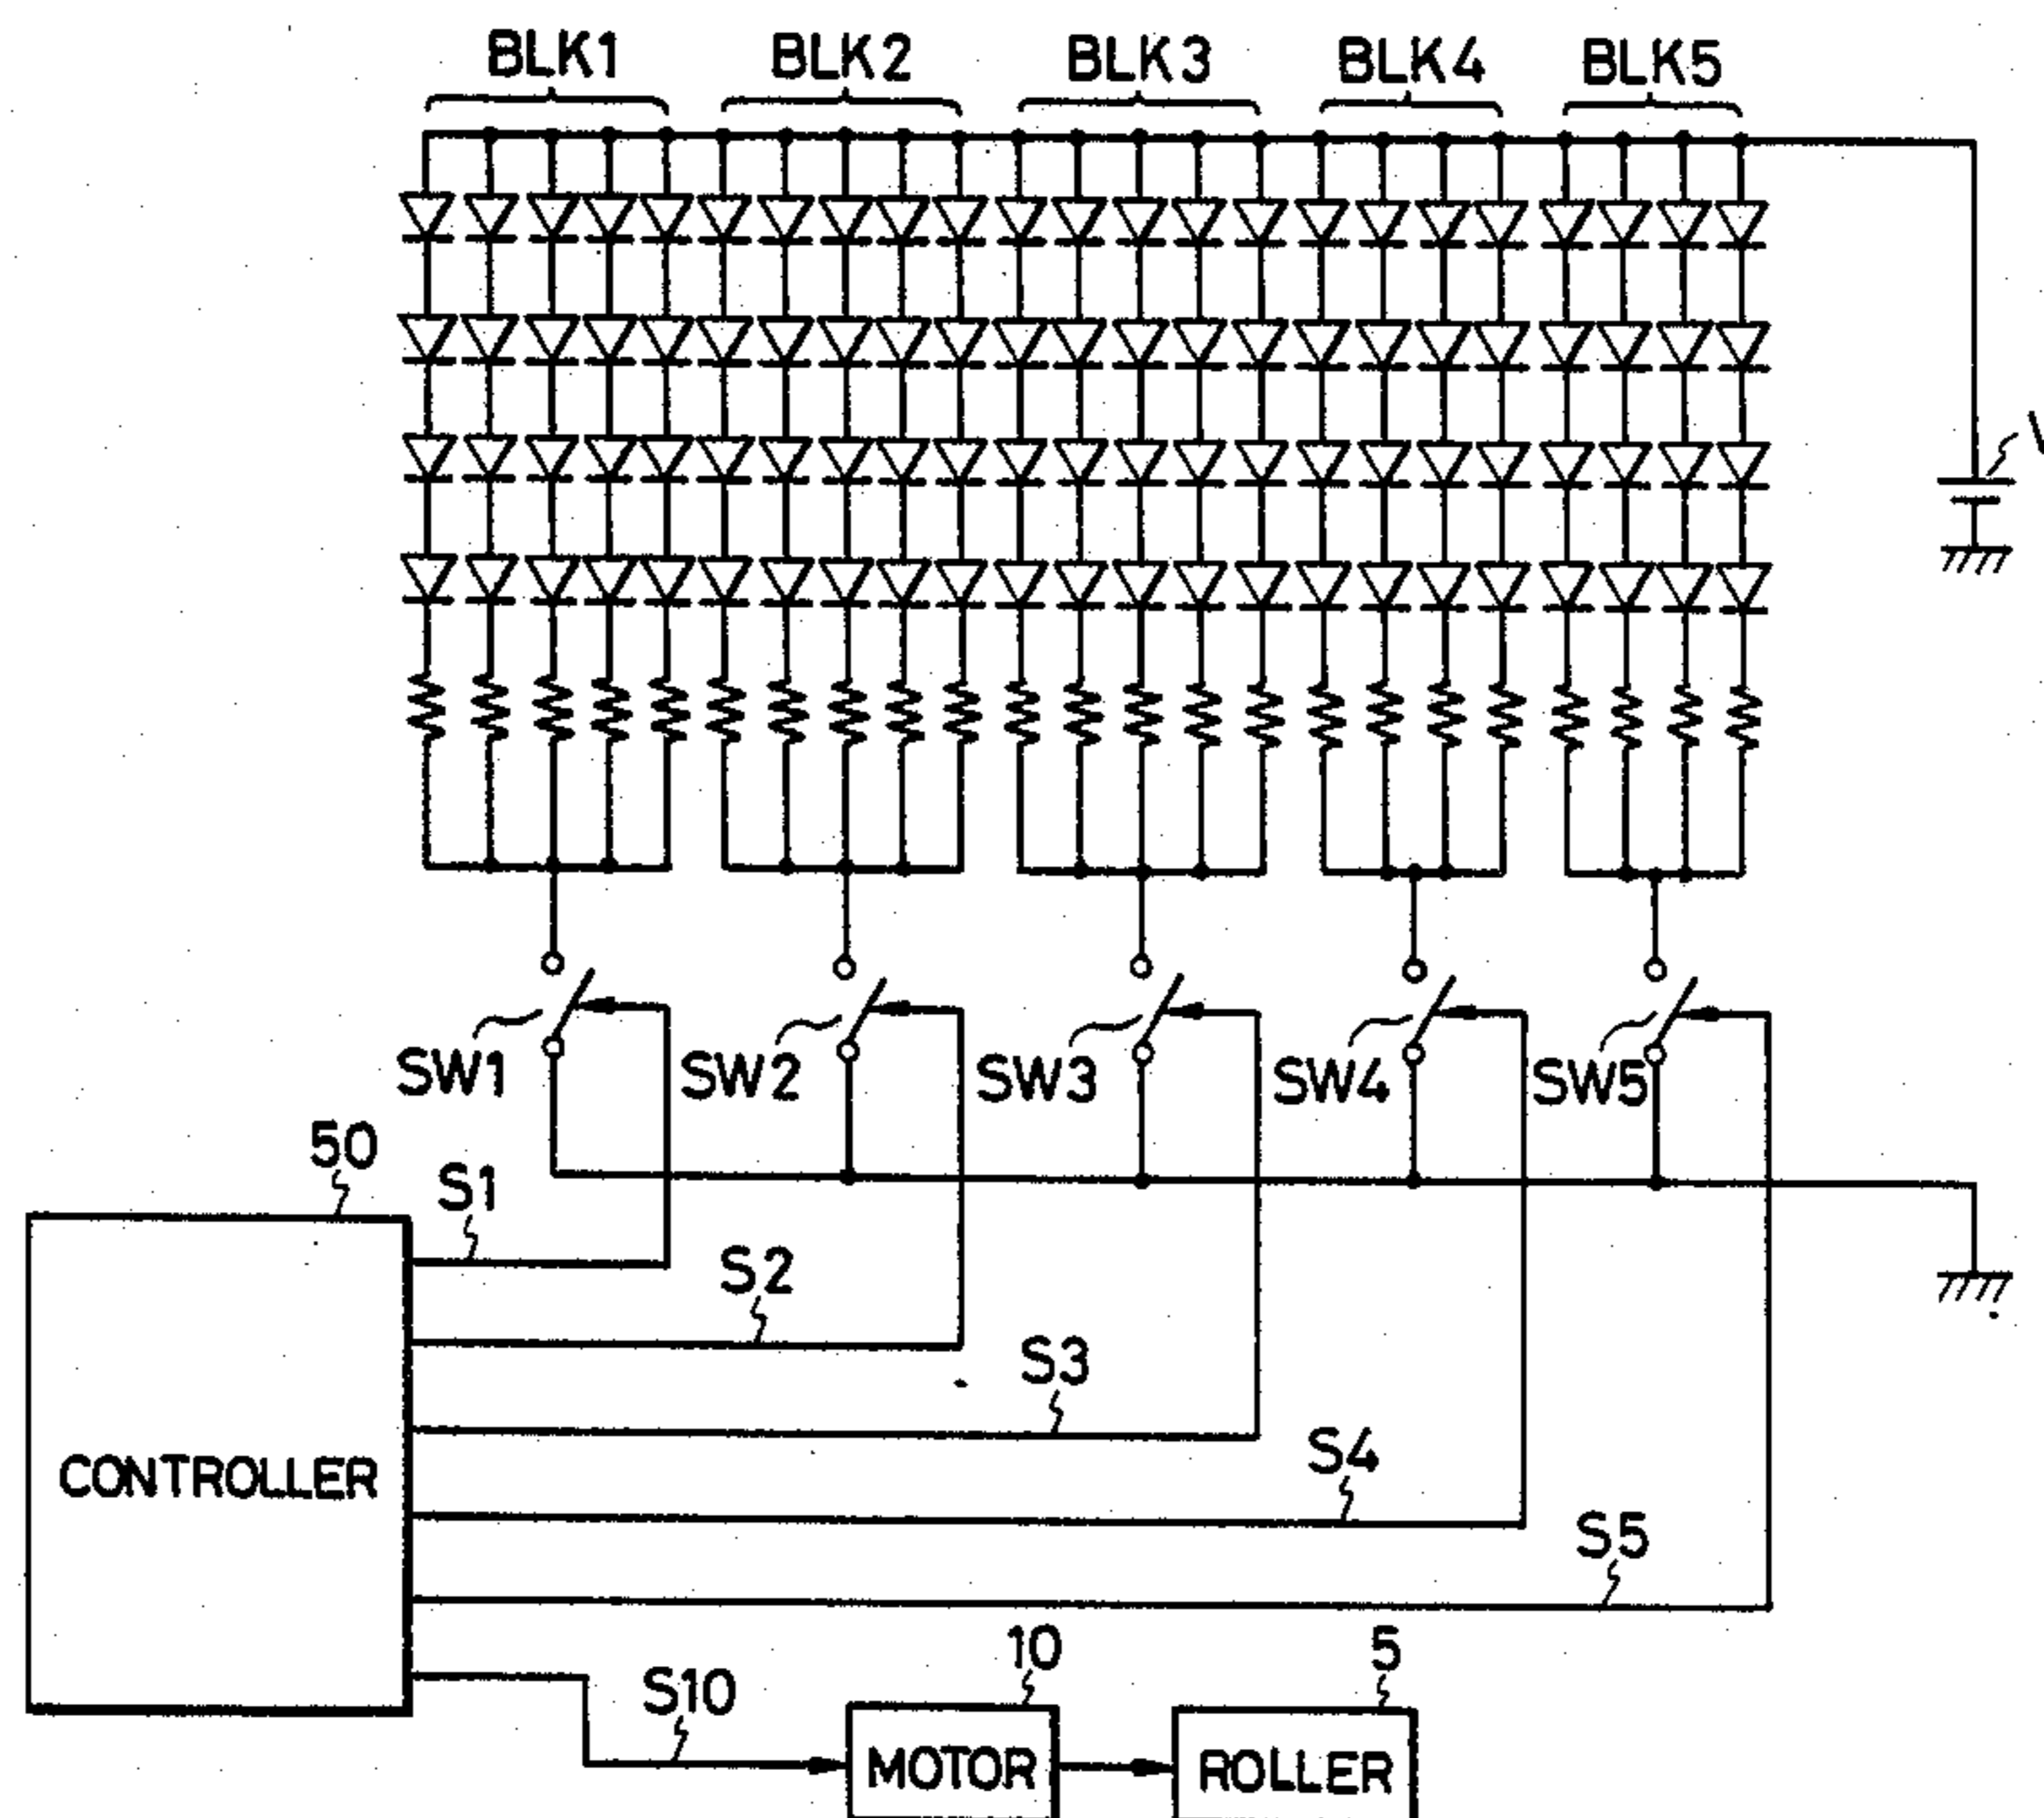 BLK1 BLK2 BLK3 BLK4 BLK5
V
SW1 SW2 SW3 SW4 SW5
50
S1
S2
S3
S4
S5
CONTROLLER
S10
10
5
MOTOR
ROLLER